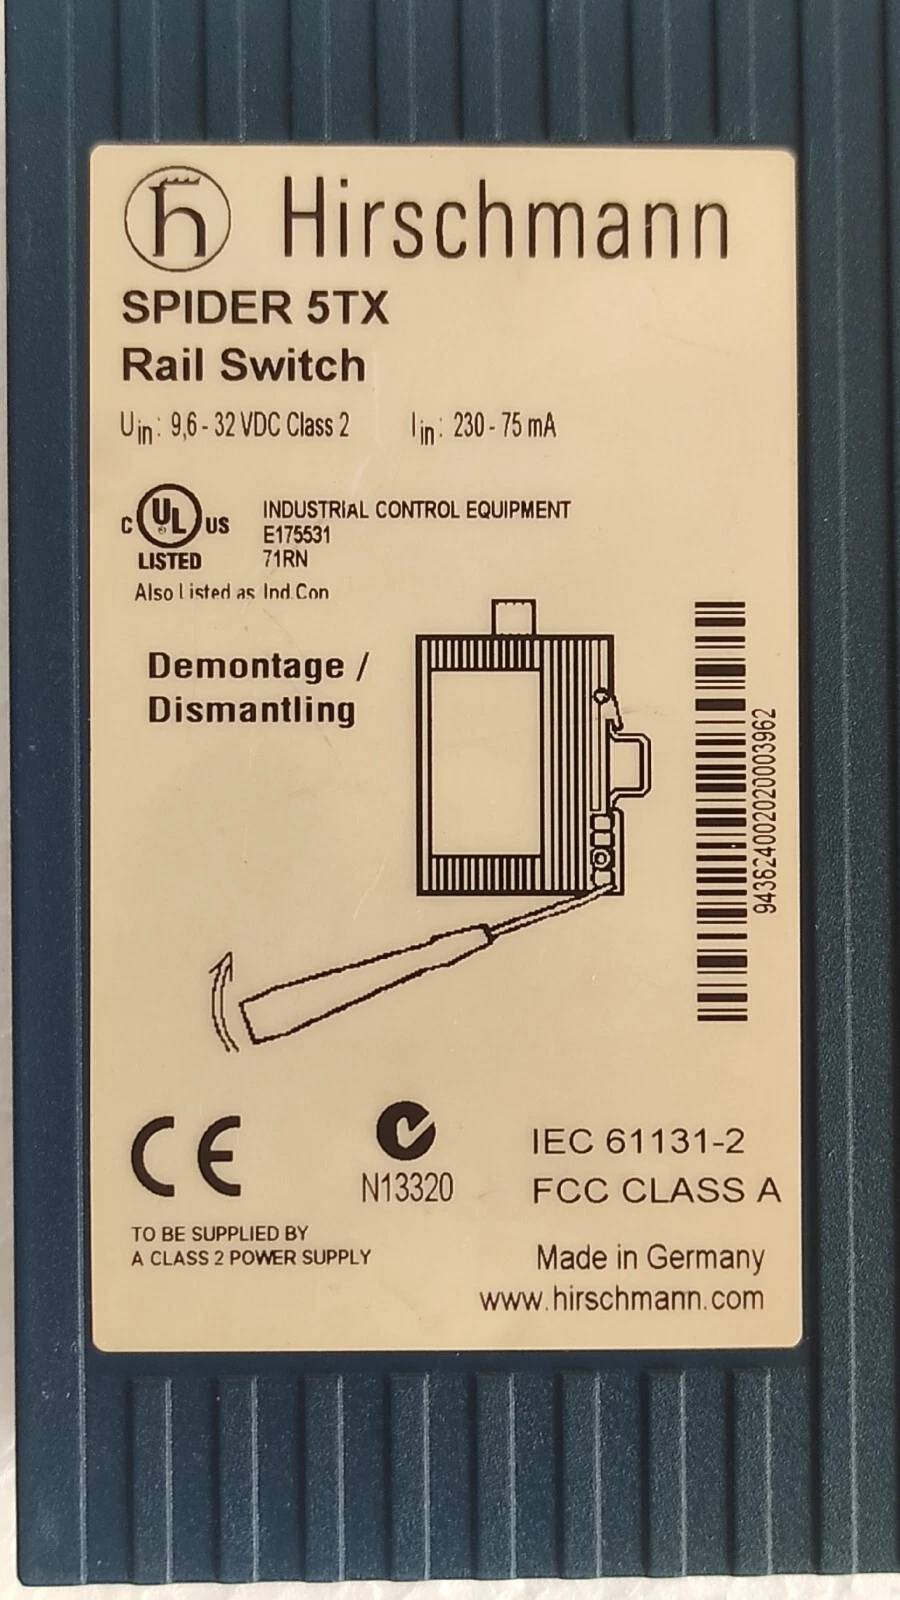 Hirschmann
SPIDER 5TX
Rail Switch
Uin: 9,6 - 32 VDC Class 2 Iin: 230 - 75 mA
C UL US LISTED
INDUSTRIAL CONTROL EQUIPMENT
E175531
71RN
Also Listed as Ind.Con
Demontage /
Dismantling
943624002020003962
CE
N13320
IEC 61131-2
FCC CLASS A
TO BE SUPPLIED BY
A CLASS 2 POWER SUPPLY
Made in Germany
www.hirschmann.com